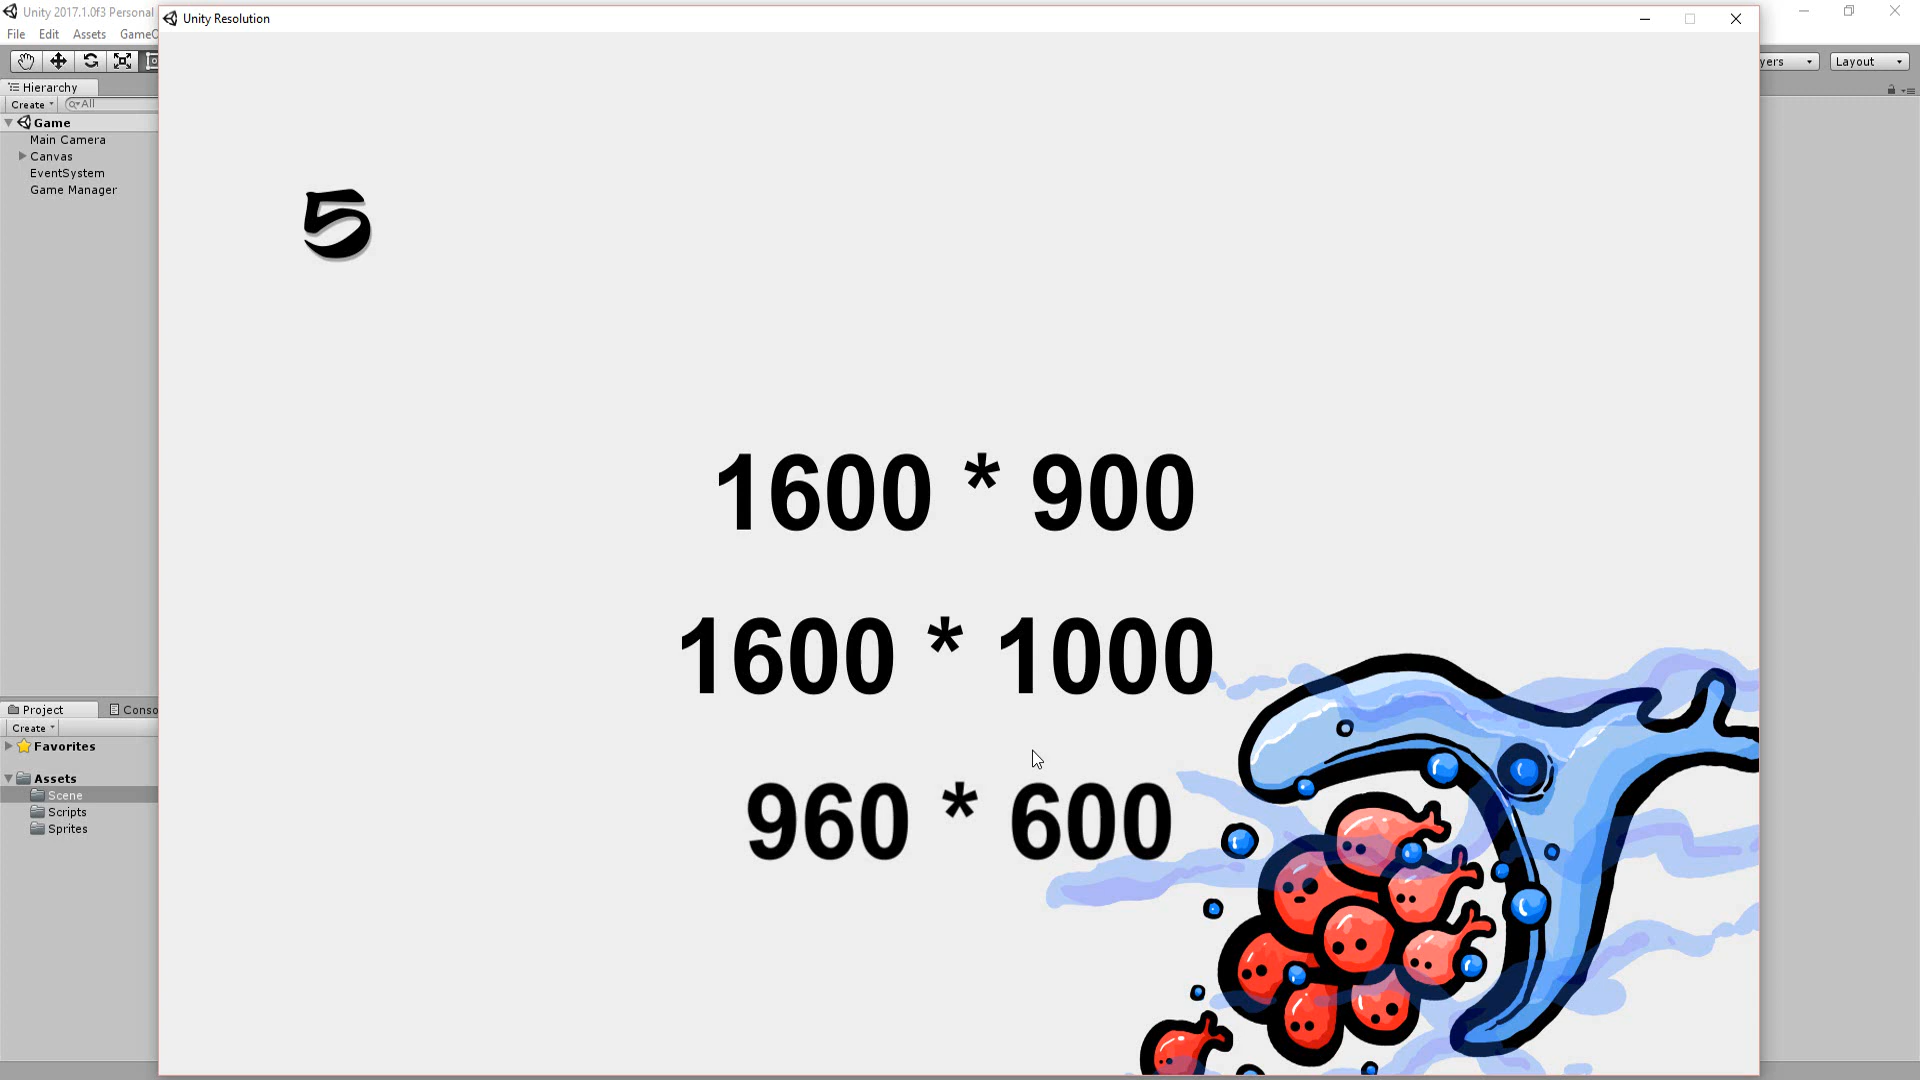 Unity 2017.1.0f3 Personal
Unity Resolution
File Edit Assets
Layout
Hierarchy
Create All
Game
Main Camera
Canvas
EventSystem
Game Manager
5
1600 * 900
1600 * 1000
960 * 600
Project
Create
Favorites
Assets
Scene
Scripts
Sprites